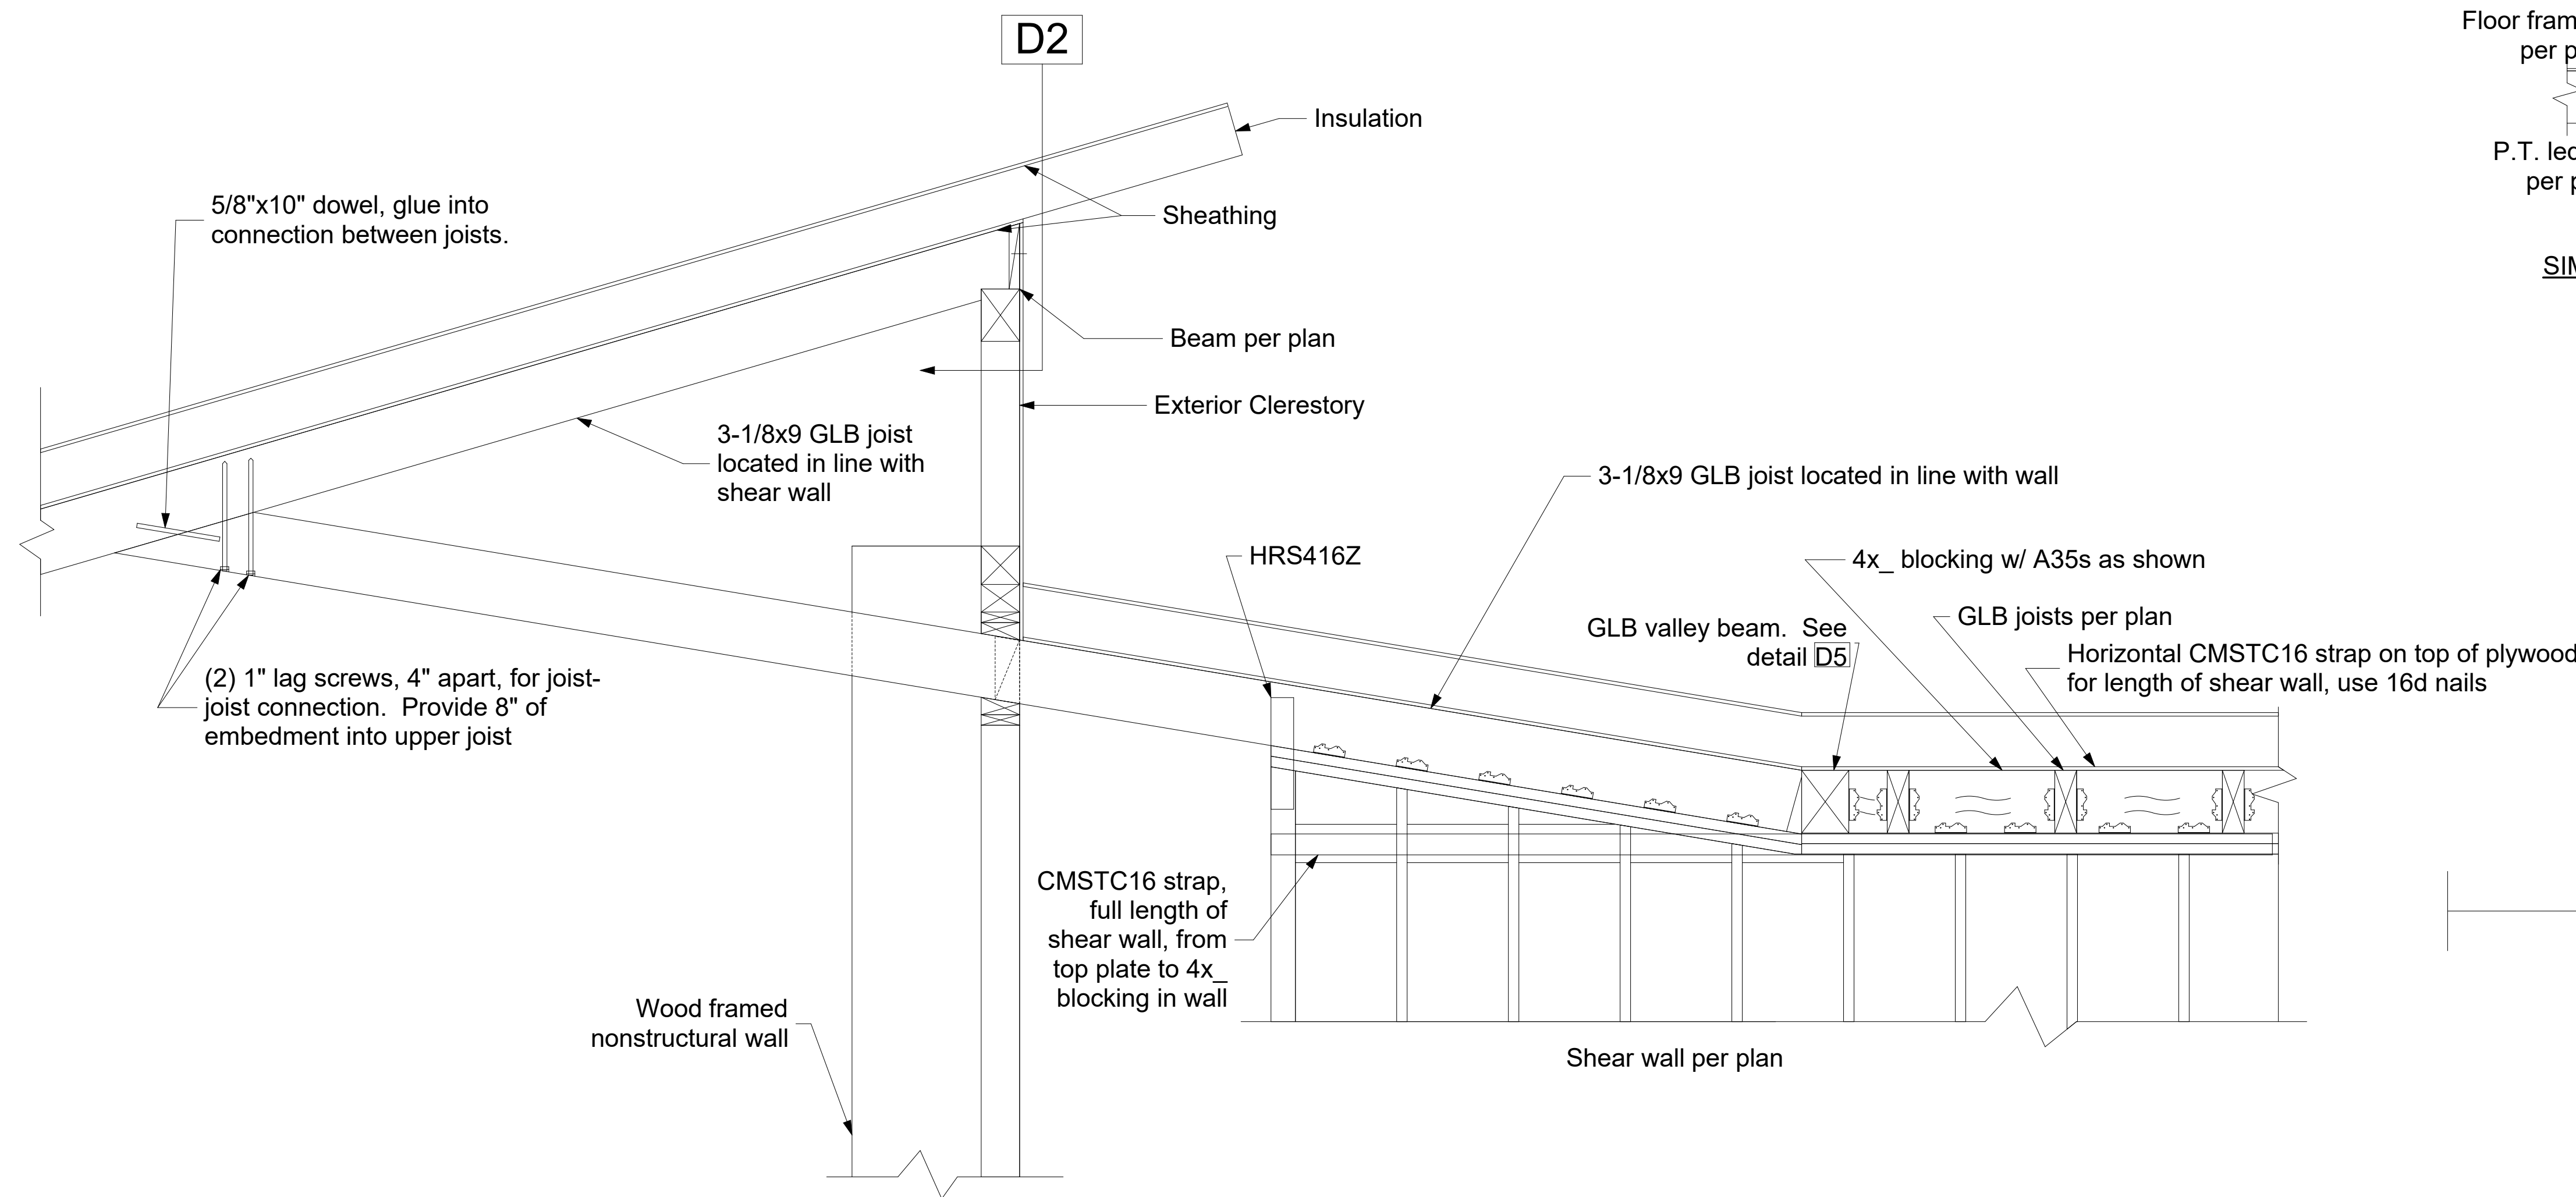 D2
Insulation
5/8"x10" dowel, glue into
connection between joists.
Sheathing
Beam per plan
Exterior Clerestory
3-1/8x9 GLB joist
located in line with
shear wall
3-1/8x9 GLB joist located in line with wall
HRS416Z
4x_ blocking w/ A35s as shown
GLB joists per plan
GLB valley beam.  See
detail D5
Horizontal CMSTC16 strap on top of plywood
for length of shear wall, use 16d nails
(2) 1" lag screws, 4" apart, for joist-
joist connection.  Provide 8" of
embedment into upper joist
CMSTC16 strap,
full length of
shear wall, from
top plate to 4x_
blocking in wall
Wood framed
nonstructural wall
Shear wall per plan
Floor
per
P.T.
per